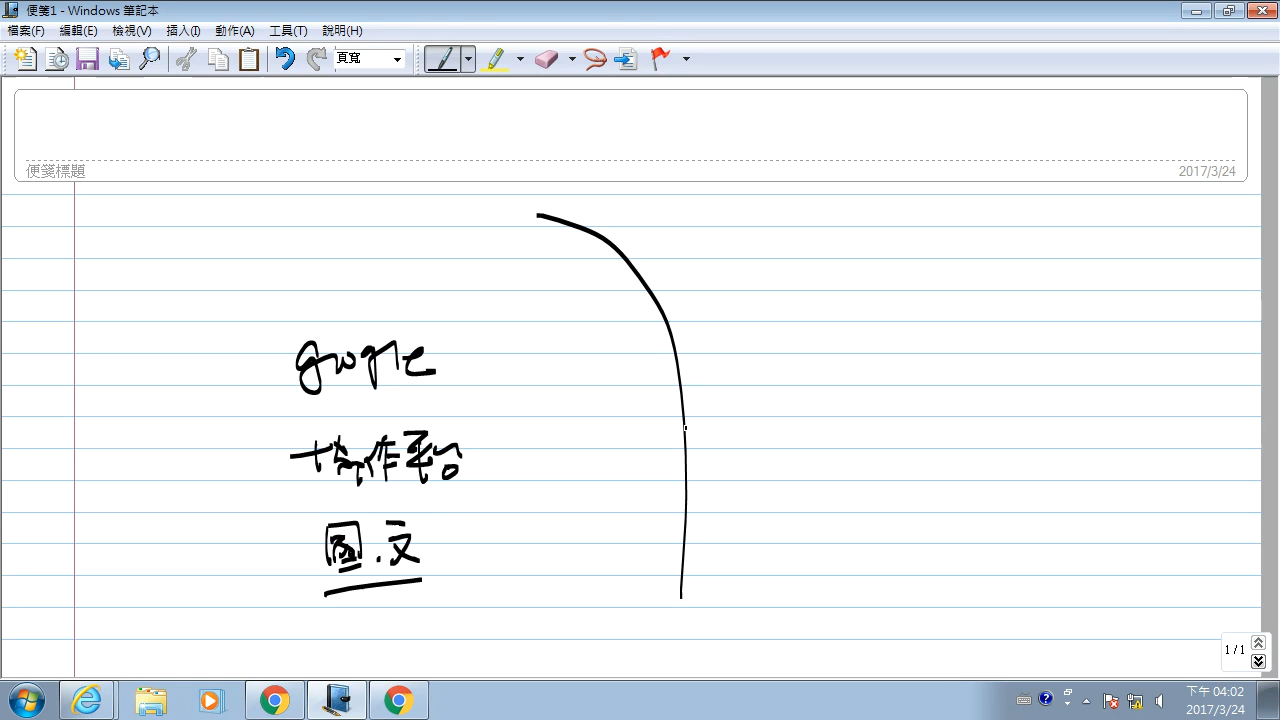 便箋1 - Windows 筆記本
檔案(F) 編輯(E) 檢視(V) 插入(I) 動作(A) 工具(T) 說明(H)
頁寬
便箋標題
2017/3/24
google
協作平台
圖.文
1 / 1
下午 04:02
2017/3/24